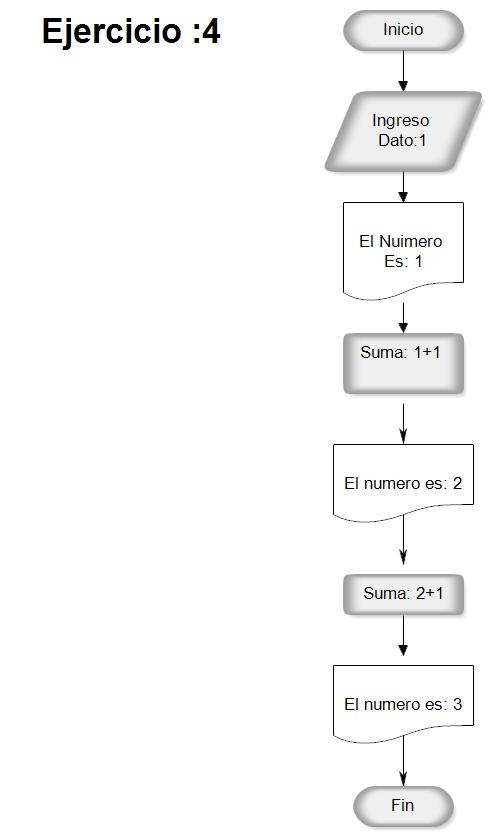 Ejercicio :4
Inicio
Ingreso
Dato:1
El Nuimero
Es: 1
Suma: 1+1
El numero es: 2
Suma: 2+1
El numero es: 3
Fin